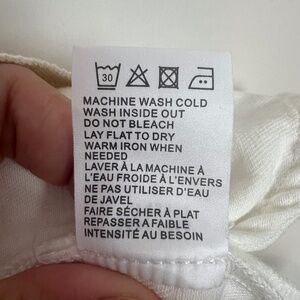 30
MACHINE WASH COLD
WASH INSIDE OUT
DO NOT BLEACH
LAY FLAT TO DRY
WARM IRON WHEN
NEEDED
LAVER À LA MACHINE À
L'EAU FROIDE À L'ENVERS
NE PAS UTILISER D'EAU
DE JAVEL
FAIRE SÉCHER À PLAT
REPASSER A FAIBLE
INTENSITÉ AU BESOIN